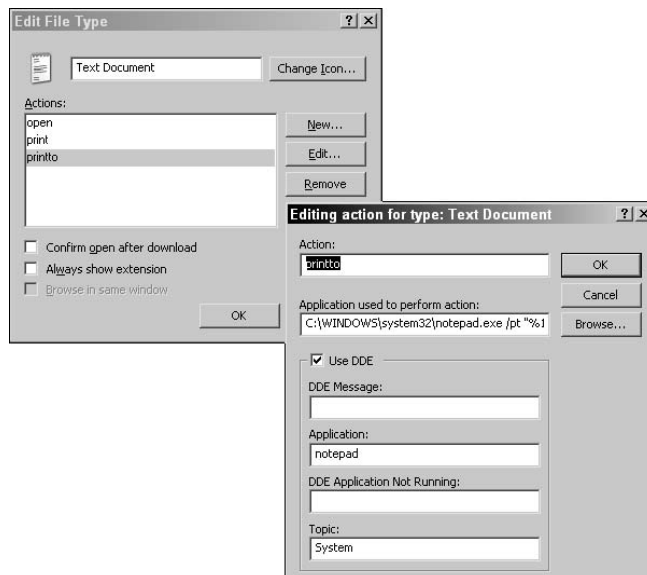 Edit File Type
? X
Text Document
Change Icon...
Actions:
open
print
printto
New...
Edit...
Remove
Confirm open after download
Always show extension
Browse in same window
OK
Editing action for type: Text Document
? X
Action:
printto
OK
Cancel
Application used to perform action:
C:\WINDOWS\system32\notepad.exe /pt "%1
Browse...
Use DDE
DDE Message:
Application:
notepad
DDE Application Not Running:
Topic:
System